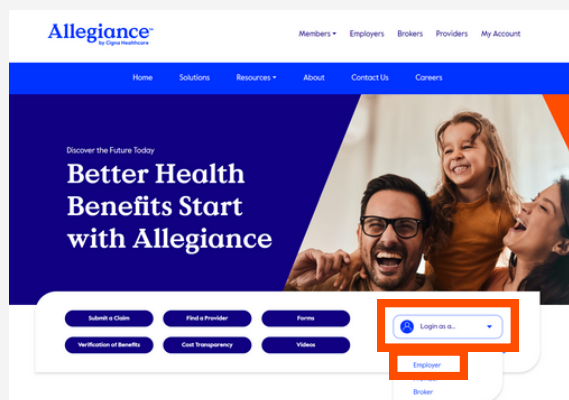 Allegiance
by Cigna Healthcare
Members Employers Brokers Providers My Account
Home Solutions Resources About Contact Us Careers
Discover the Future Today
Better Health
Benefits Start
with Allegiance
Submit a Claim Find a Provider Forms
Login as a...
Verification of Benefits Cost Transparency Videos
Employer
Broker